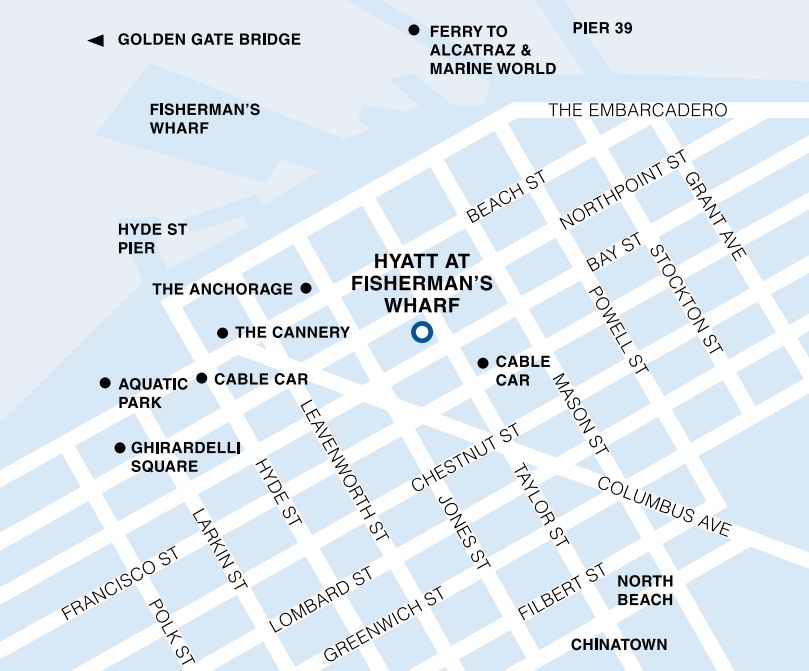 GOLDEN GATE BRIDGE
FERRY TO
ALCATRAZ &
MARINE WORLD
PIER 39
FISHERMAN'S
WHARF
THE EMBARCADERO
BEACH ST
NORTHPOINT ST
GRANT AVE
HYDE ST
PIER
BAY ST
STOCKTON ST
HYATT AT
FISHERMAN'S
WHARF
THE ANCHORAGE
POWELL ST
THE CANNERY
CABLE
CAR
AQUATIC
PARK
CABLE CAR
MASON ST
LEAVENWORTH ST
GHIRARDELLI
SQUARE
CHESTNUT ST
HYDE ST
TAYLOR ST
COLUMBUS AVE
JONES ST
LARKIN ST
FRANCISCO ST
LOMBARD ST
FILBERT ST
NORTH
BEACH
POLK ST
GREENWICH ST
CHINATOWN